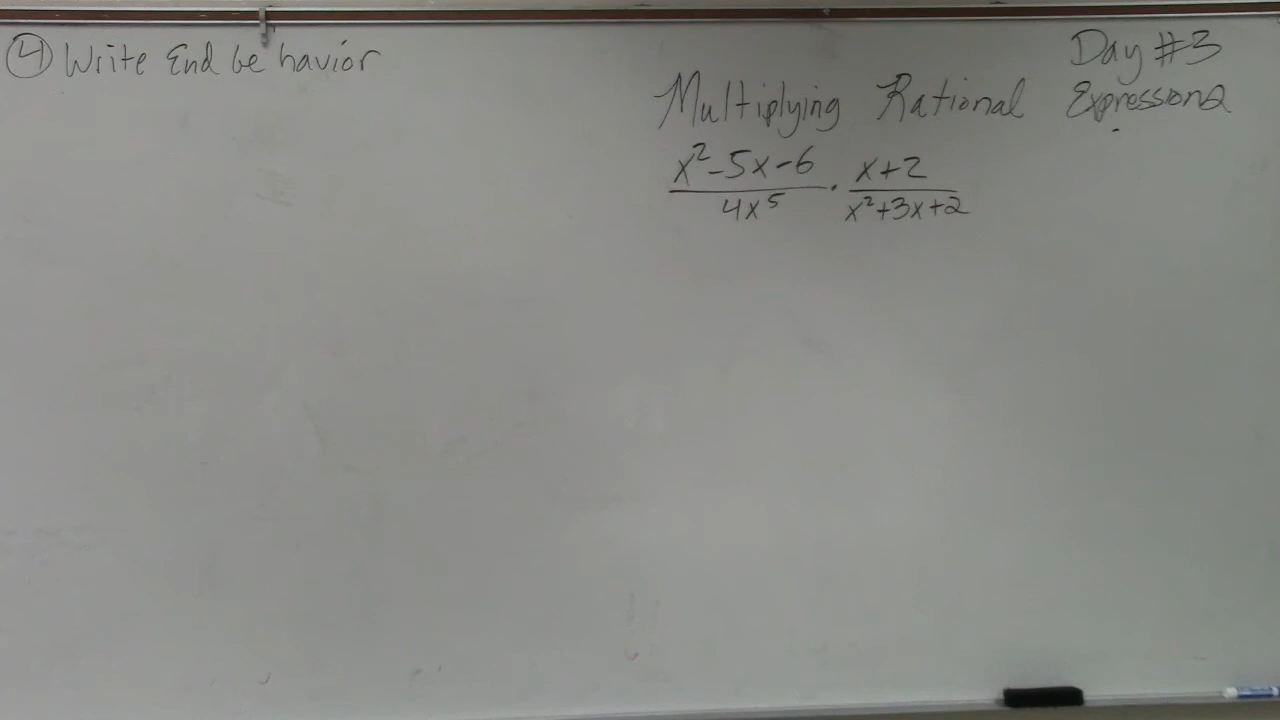 ④ Write End behavior
Day #3
Multiplying Rational Expressions
x²-5x-6 / 4x⁵ · x+2 / x²+3x+2